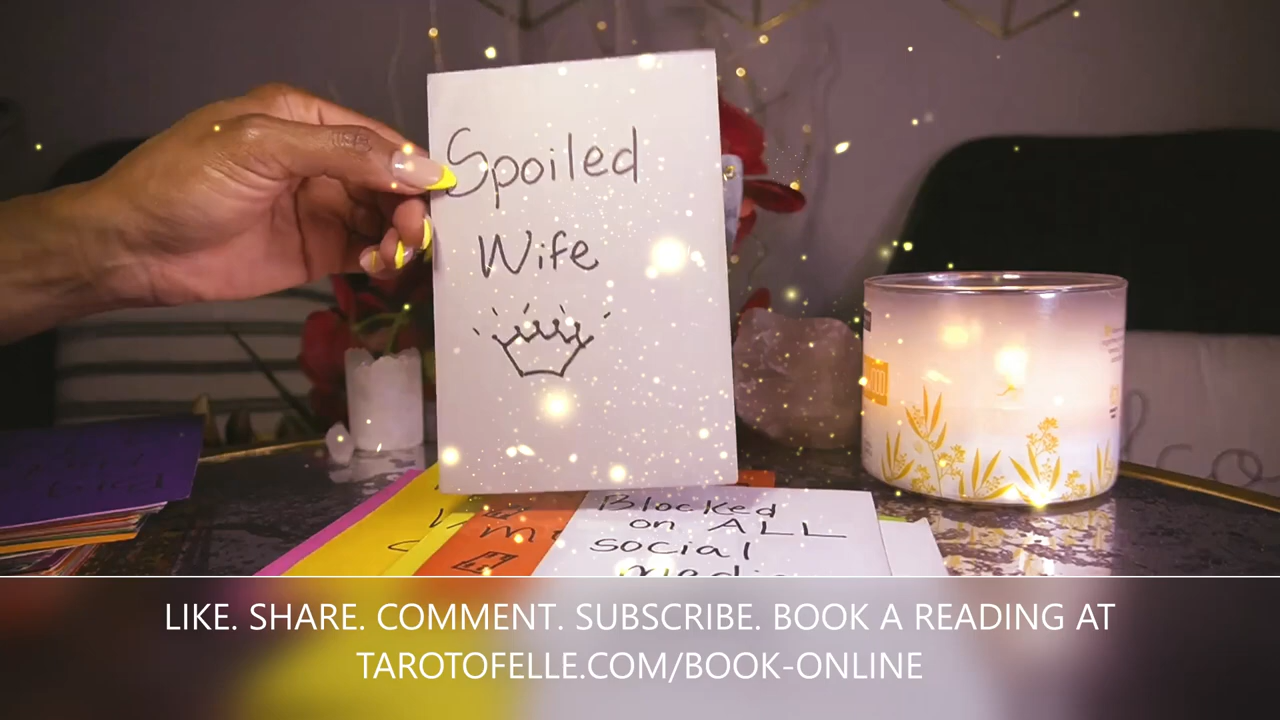 Spoiled
Wife
Blocked
on ALL
social
LIKE. SHARE. COMMENT. SUBSCRIBE. BOOK A READING AT
TAROTOFELLE.COM/BOOK-ONLINE